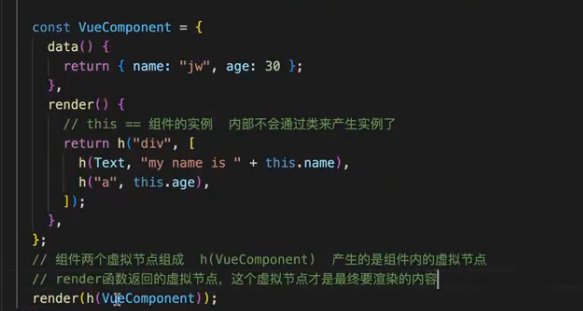 const VueComponent = {
data() {
return { name: "jw", age: 30 };
},
render() {
// this == 组件的实例 内部不会通过类来产生实例了
return h("div", [
h(Text, "my name is " + this.name),
h("a", this.age),
]);
},
};
// 组件两个虚拟节点组成 h(VueComponent) 产生的是组件内的虚拟节点
// render函数返回的虚拟节点，这个虚拟节点才是最终要渲染的内容
render(h(VueComponent));